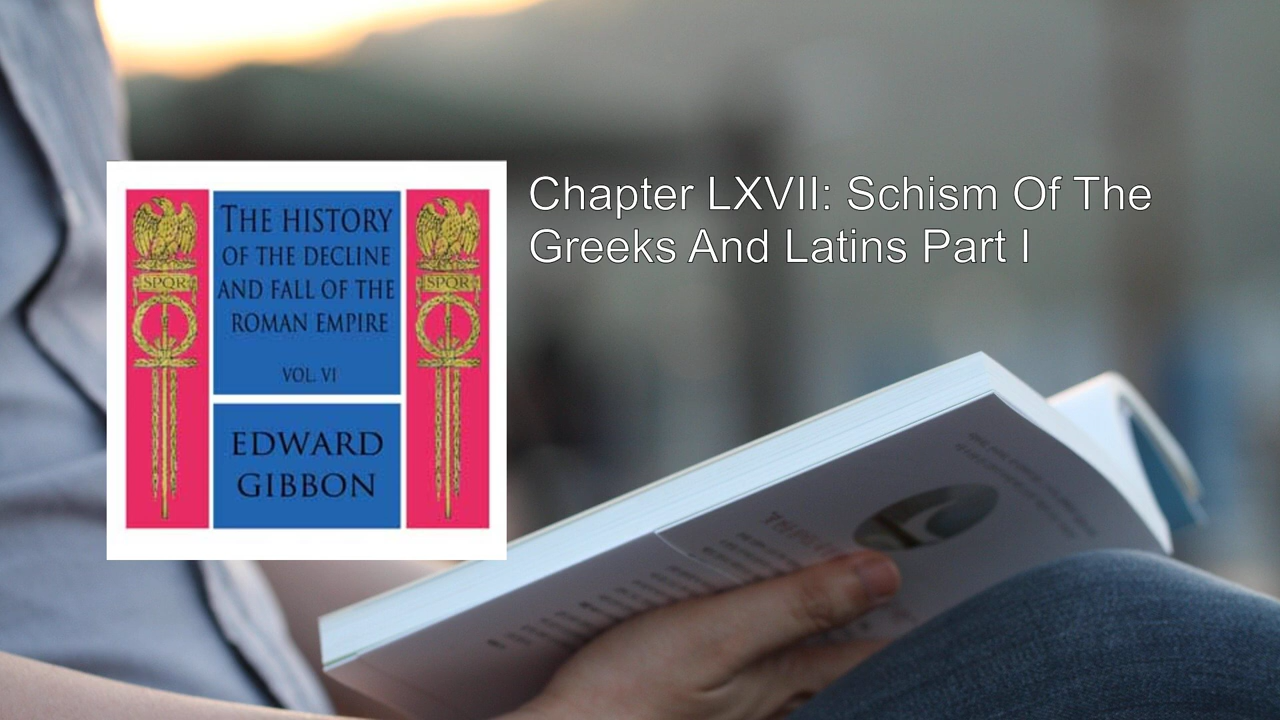 THE HISTORY
OF THE DECLINE
AND FALL OF THE
ROMAN EMPIRE
VOL. VI
EDWARD
GIBBON
SPQR
SPQR
Chapter LXVII: Schism Of The
Greeks And Latins Part I